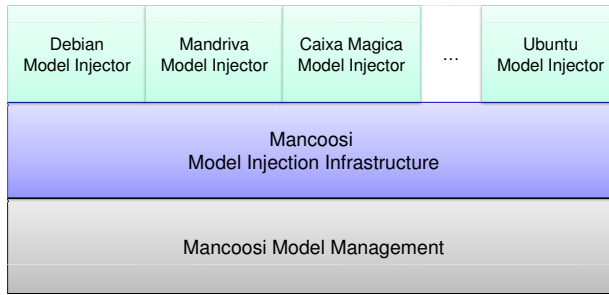 Debian
Model Injector
Mandriva
Model Injector
Caixa Magica
Model Injector
...
Ubuntu
Model Injector
Mancoosi
Model Injection Infrastructure
Mancoosi Model Management